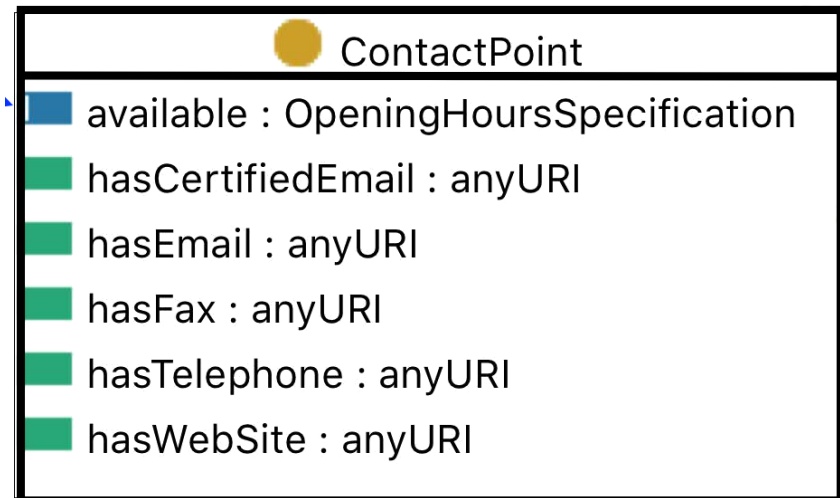 ContactPoint
available : OpeningHoursSpecification
hasCertifiedEmail : anyURI
hasEmail : anyURI
hasFax : anyURI
hasTelephone : anyURI
hasWebSite : anyURI